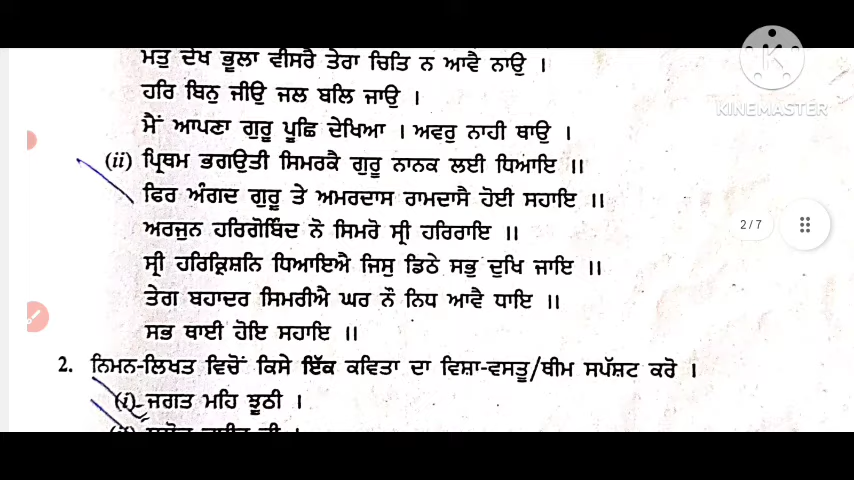 ਮਤੁ ਦੇਖ ਭੂਲਾ ਵੀਸਰੈ ਤੇਰਾ ਚਿਤਿ ਨ ਆਵੈ ਨਾਉ ।
ਹਰਿ ਬਿਨੁ ਜੀਉ ਜਲ ਬਲਿ ਜਾਉ ।
ਮੈਂ ਆਪਣਾ ਗੁਰੂ ਪੂਛਿ ਦੇਖਿਆ । ਅਵਰੁ ਨਾਹੀ ਥਾਉ ।
(ii) ਪ੍ਰਿਥਮ ਭਗਉਤੀ ਸਿਮਰਕੈ ਗੁਰੂ ਨਾਨਕ ਲਈ ਧਿਆਇ ॥
ਫਿਰ ਅੰਗਦ ਗੁਰੂ ਤੇ ਅਮਰਦਾਸ ਰਾਮਦਾਸੈ ਹੋਈ ਸਹਾਇ ॥
ਅਰਜੁਨ ਹਰਿਗੋਬਿੰਦ ਨੋ ਸਿਮਰੋ ਸ੍ਰੀ ਹਰਿਰਾਇ ॥
ਸ੍ਰੀ ਹਰਿਕ੍ਰਿਸ਼ਨਿ ਧਿਆਇਐ ਜਿਸੁ ਡਿਠੇ ਸਭੁ ਦੁਖਿ ਜਾਇ ॥
ਤੇਗ ਬਹਾਦਰ ਸਿਮਰੀਐ ਘਰ ਨੌ ਨਿਧ ਆਵੈ ਧਾਇ ॥
ਸਭ ਥਾਈ ਹੋਇ ਸਹਾਇ ॥
2. ਨਿਮਨ-ਲਿਖਤ ਵਿਚੋਂ ਕਿਸੇ ਇੱਕ ਕਵਿਤਾ ਦਾ ਵਿਸ਼ਾ-ਵਸਤੂ/ਥੀਮ ਸਪੱਸ਼ਟ ਕਰੋ ।
(i) ਜਗਤ ਮਹਿ ਝੂਠੀ ।
KINEMASTER
2/7